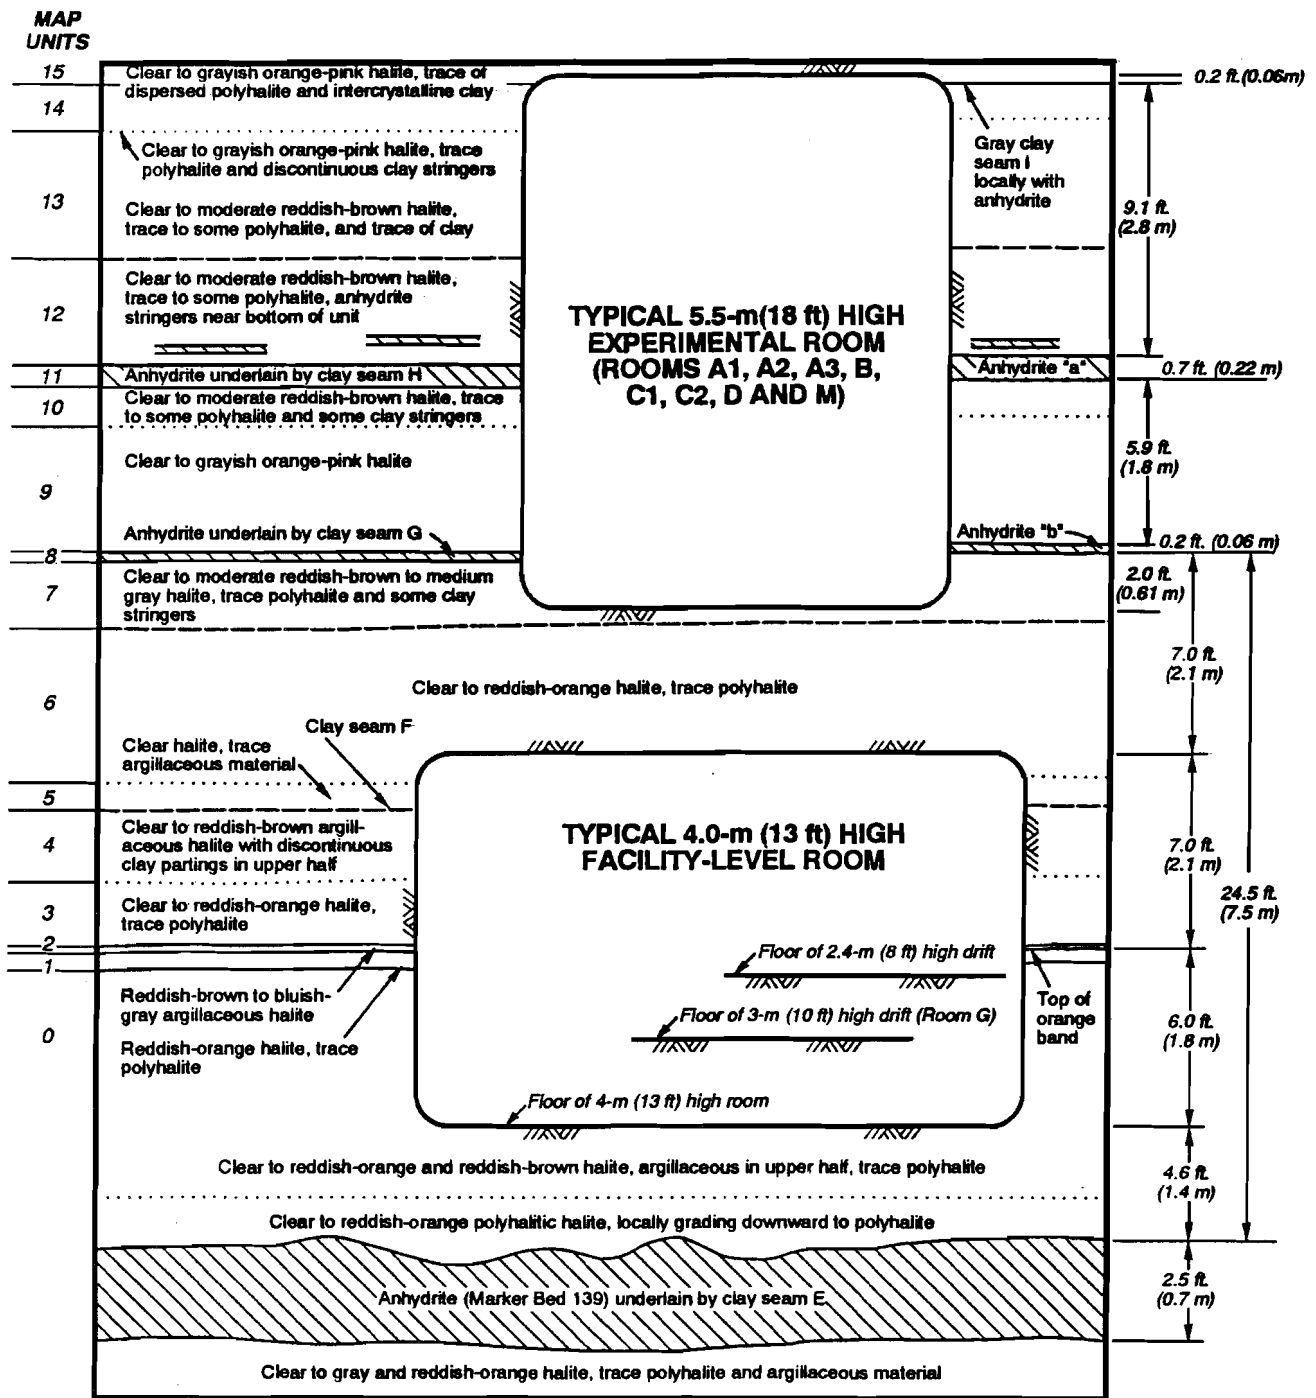 MAP
UNITS
15
Clear to grayish orange-pink halite, trace of
dispersed polyhalite and intercrystalline clay
0.2 ft.(0.06m)
14
Clear to grayish orange-pink halite, trace
polyhalite and discontinuous clay stringers
Gray clay
seam I
locally with
anhydrite
13
Clear to moderate reddish-brown halite,
trace to some polyhalite, and trace of clay
9.1 ft.
(2.8 m)
12
Clear to moderate reddish-brown halite,
trace to some polyhalite, anhydrite
stringers near bottom of unit
TYPICAL 5.5-m(18 ft) HIGH
EXPERIMENTAL ROOM
(ROOMS A1, A2, A3, B,
C1, C2, D AND M)
11
Anhydrite underlain by clay seam H
Anhydrite "a"
0.7 ft. (0.22 m)
10
Clear to moderate reddish-brown halite, trace
to some polyhalite and some clay stringers
5.9 ft.
(1.8 m)
9
Clear to grayish orange-pink halite
Anhydrite underlain by clay seam G
Anhydrite "b"
0.2 ft. (0.06 m)
8
7
Clear to moderate reddish-brown to medium
gray halite, trace polyhalite and some clay
stringers
2.0 ft.
(0.61 m)
7.0 ft.
(2.1 m)
6
Clear to reddish-orange halite, trace polyhalite
Clay seam F
Clear halite, trace
argillaceous material
5
4
Clear to reddish-brown argill-
aceous halite with discontinuous
clay partings in upper half
TYPICAL 4.0-m (13 ft) HIGH
FACILITY-LEVEL ROOM
7.0 ft.
(2.1 m)
24.5 ft.
(7.5 m)
3
Clear to reddish-orange halite,
trace polyhalite
2
Floor of 2.4-m (8 ft) high drift
1
Reddish-brown to bluish-
gray argillaceous halite
Floor of 3-m (10 ft) high drift (Room G)
Top of
orange
band
6.0 ft.
(1.8 m)
0
Reddish-orange halite, trace
polyhalite
Floor of 4-m (13 ft) high room
Clear to reddish-orange and reddish-brown halite, argillaceous in upper half, trace polyhalite
4.6 ft.
(1.4 m)
Clear to reddish-orange polyhalitic halite, locally grading downward to polyhalite
Anhydrite (Marker Bed 139) underlain by clay seam E
2.5 ft.
(0.7 m)
Clear to gray and reddish-orange halite, trace polyhalite and argillaceous material